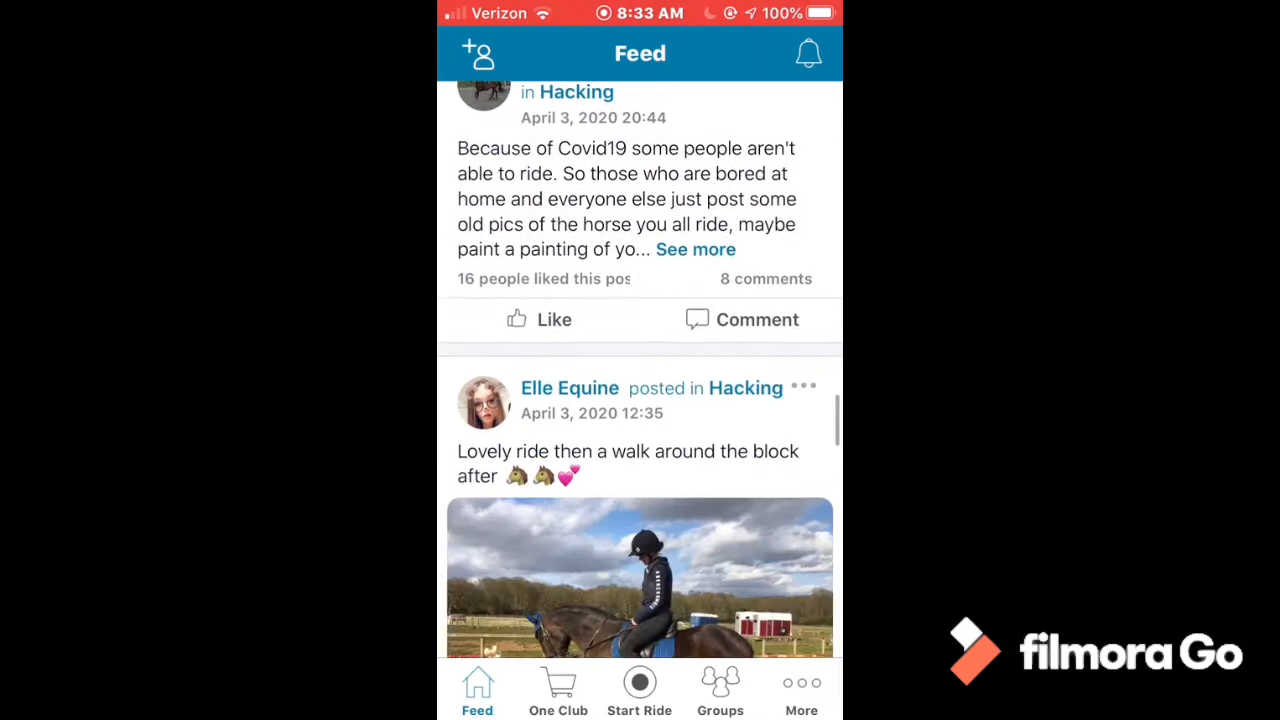 Verizon 8:33 AM 100%
Feed
in Hacking
April 3, 2020 20:44
Because of Covid19 some people aren't
able to ride. So those who are bored at
home and everyone else just post some
old pics of the horse you all ride, maybe
paint a painting of yo... See more
16 people liked this pos
8 comments
Like
Comment
Elle Equine posted in Hacking
April 3, 2020 12:35
Lovely ride then a walk around the block
after 🐴🐴💕
Feed
One Club
Start Ride
Groups
More
filmora Go